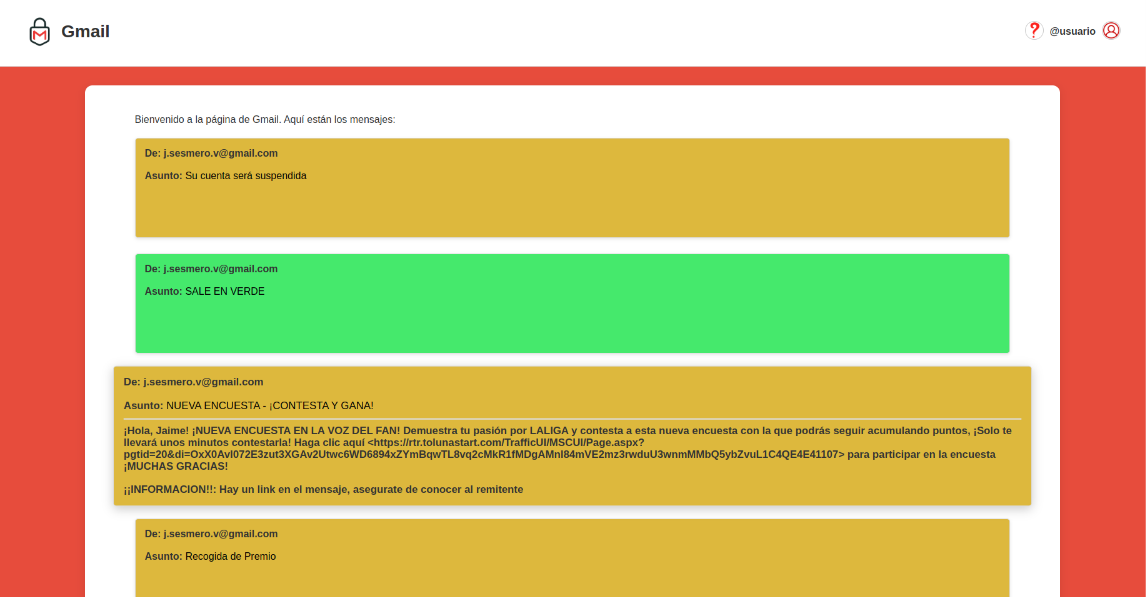 Gmail
@usuario
Bienvenido a la página de Gmail. Aquí están los mensajes:
De: j.sesmero.v@gmail.com
Asunto: Su cuenta será suspendida
De: j.sesmero.v@gmail.com
Asunto: SALE EN VERDE
De: j.sesmero.v@gmail.com
Asunto: NUEVA ENCUESTA - ¡CONTESTA Y GANA!
¡Hola, Jaime! ¡NUEVA ENCUESTA EN LA VOZ DEL FAN! Demuestra tu pasión por LALIGA y contesta a esta nueva encuesta con la que podrás seguir acumulando puntos, ¡Solo te
llevará unos minutos contestarla! Haga clic aquí <https://rtr.tolunastart.com/TrafficUI/MSCUI/Page.aspx?
pgtid=20&di=OxX0AvI072E3zut3XGAv2Utwc6WD6894xZYmBqwTL8vq2cMkR1fMDgAMnI84mVE2mz3rwduU3wnmMMbQ5ybZvuL1C4QE4E41107> para participar en la encuesta
¡MUCHAS GRACIAS!
¡¡INFORMACION!!: Hay un link en el mensaje, asegurate de conocer al remitente
De: j.sesmero.v@gmail.com
Asunto: Recogida de Premio